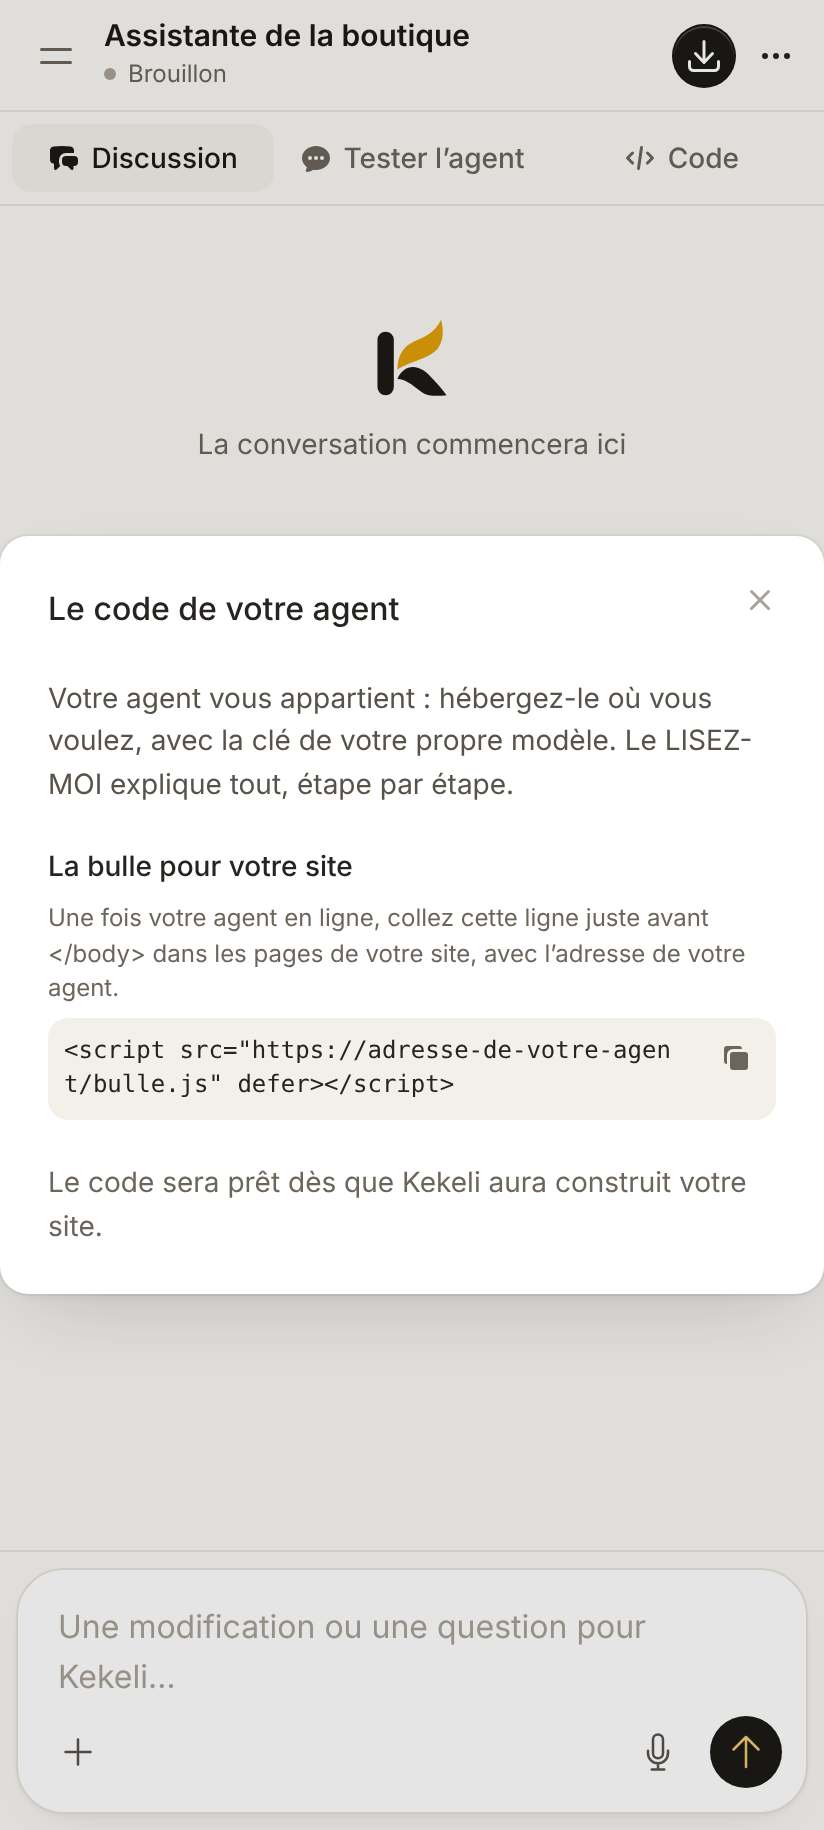 Assistante de la boutique
Brouillon
Discussion
Tester l’agent
Code
La conversation commencera ici
Le code de votre agent
Votre agent vous appartient : hébergez-le où vous
voulez, avec la clé de votre propre modèle. Le LISEZ-
MOI explique tout, étape par étape.
La bulle pour votre site
Une fois votre agent en ligne, collez cette ligne juste avant
</body> dans les pages de votre site, avec l’adresse de votre
agent.
<script src="https://adresse-de-votre-agen
t/bulle.js" defer></script>
Le code sera prêt dès que Kekeli aura construit votre
site.
Une modification ou une question pour
Kekeli…